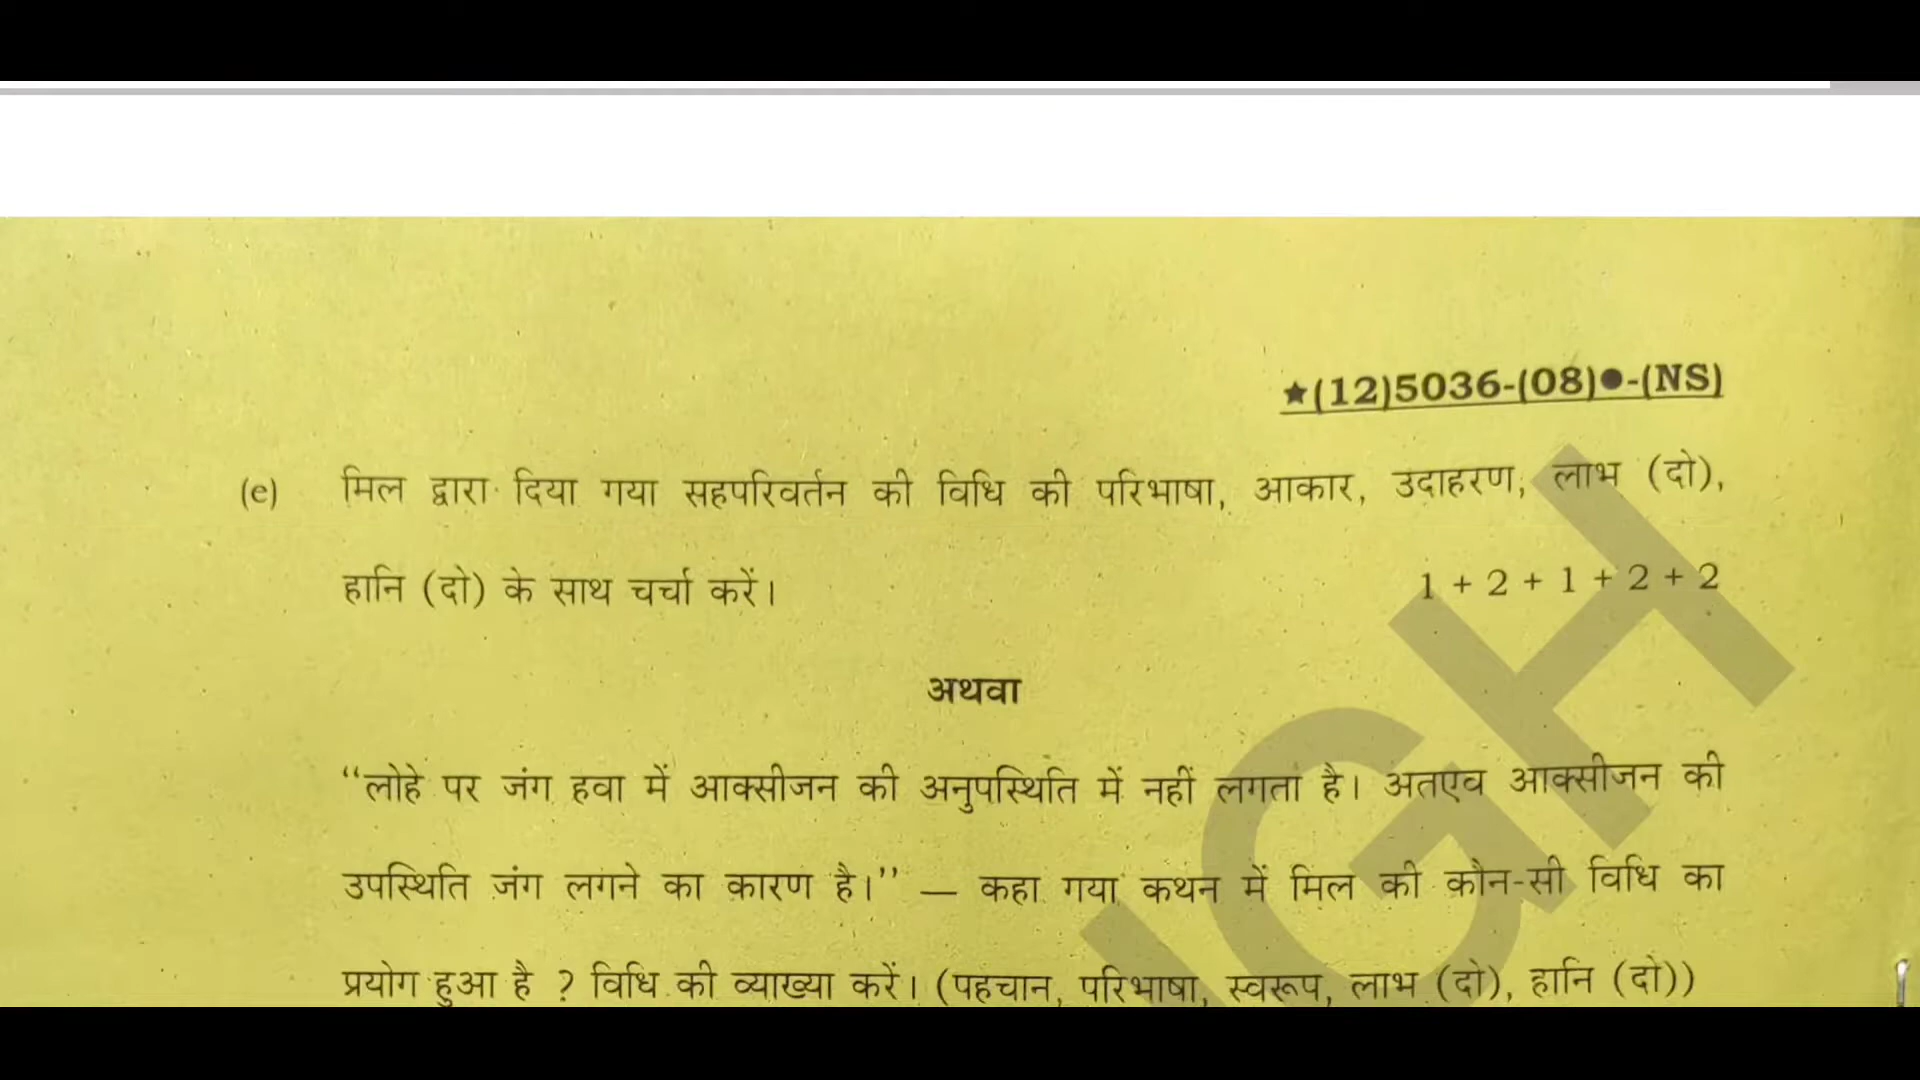 ★(12)5036-(08)●-(NS)
(e) मिल द्वारा दिया गया सहपरिवर्तन की विधि की परिभाषा, आकार, उदाहरण, लाभ (दो),
हानि (दो) के साथ चर्चा करें। 1 + 2 + 1 + 2 + 2
अथवा
“लोहे पर जंग हवा में आक्सीजन की अनुपस्थिति में नहीं लगता है। अतएव आक्सीजन की
उपस्थिति जंग लगने का कारण है।” — कहा गया कथन में मिल की कौन-सी विधि का
प्रयोग हुआ है ? विधि की व्याख्या करें। (पहचान, परिभाषा, स्वरूप, लाभ (दो), हानि (दो))